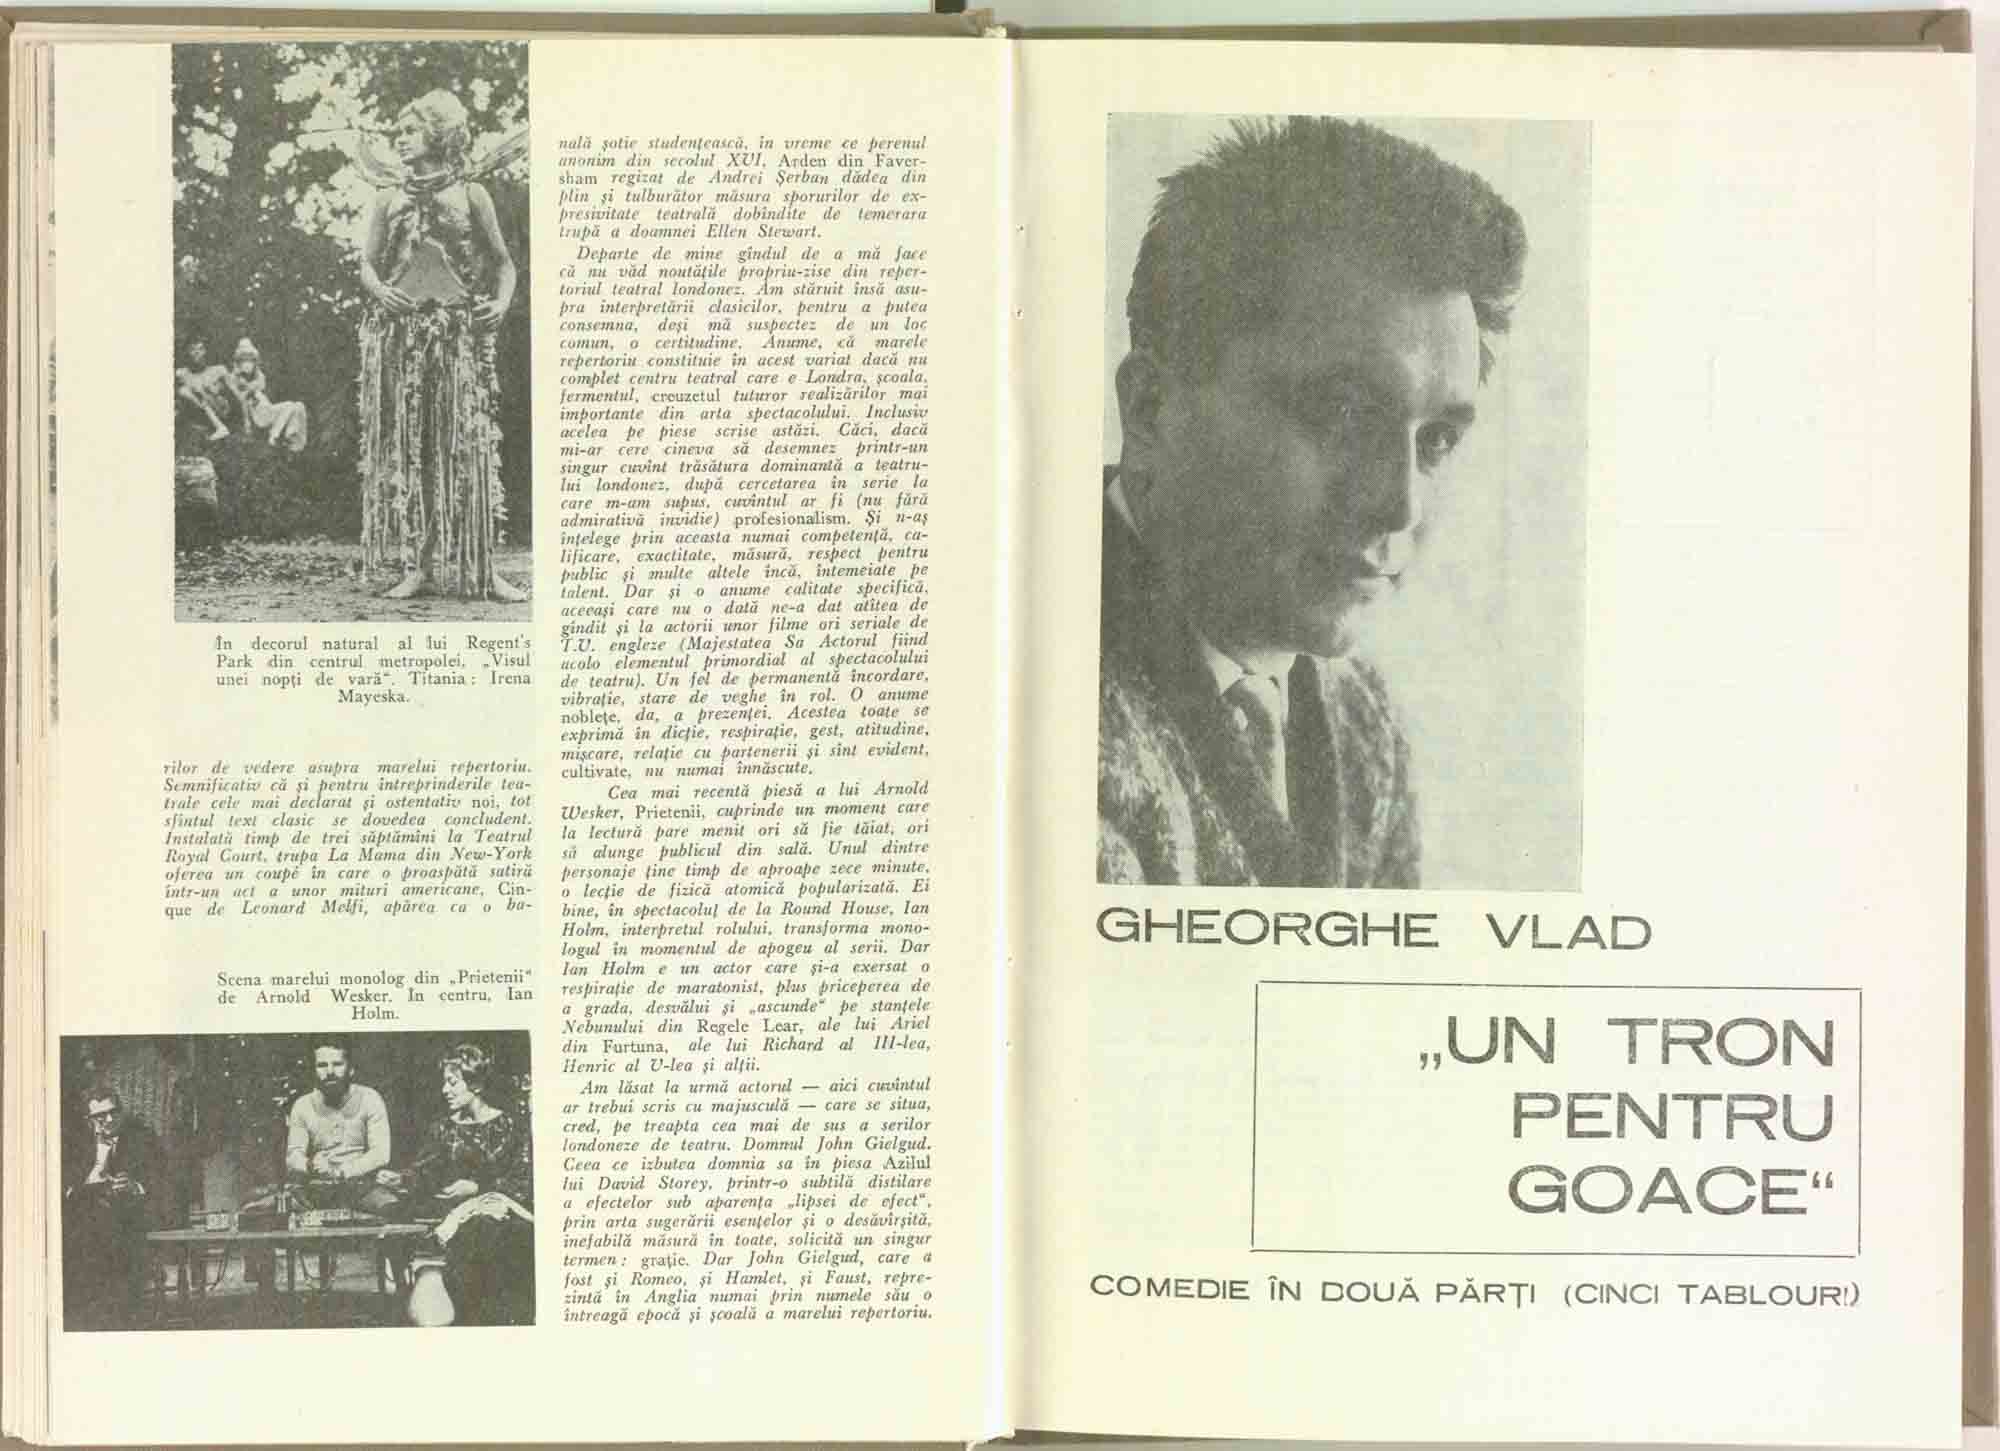 În decorul natural al lui Regent's
Park din centrul metropolei, „Visul
unei nopți de vară“. Titania : Irena
Mayeska.
rilor de vedere asupra marelui repertoriu.
Semnificativ că și pentru întreprinderile tea-
trale cele mai declarat și ostentativ noi, tot
sfîntul text clasic se dovedea concludent.
Instalată timp de trei săptămîni la Teatrul
Royal Court, trupa La Mama din New-York
oferea un coupé în care o proaspătă satiră
într-un act a unor mituri americane, Cin-
que de Leonard Melfi, apărea ca o ba-
Scena marelui monolog din „Prietenii“
de Arnold Wesker. În centru, Ian
Holm.
nală șotie studențească, în vreme ce perenul
anonim din secolul XVI, Arden din Faver-
sham regizat de Andrei Șerban dădea din
plin și tulburător măsura sporurilor de ex-
presivitate teatrală dobîndite de temerara
trupă a doamnei Ellen Stewart.
Departe de mine gîndul de a mă face
că nu văd noutățile propriu-zise din reper-
toriul teatral londonez. Am stăruit însă asu-
pra interpretării clasicilor, pentru a putea
consemna, deși mă suspectez de un loc
comun, o certitudine. Anume, că marele
repertoriu constituie în acest variat dacă nu
complet centru teatral care e Londra, școala,
fermentul, creuzetul tuturor realizărilor mai
importante din arta spectacolului. Inclusiv
acelea pe piese scrise astăzi. Căci, dacă
mi-ar cere cineva să desemnez printr-un
singur cuvînt trăsătura dominantă a teatru-
lui londonez, după cercetarea în serie la
care m-am supus, cuvîntul ar fi (nu fără
admirativă invidie) profesionalism. Și n-aș
înțelege prin aceasta numai competență, ca-
lificare, exactitate, măsură, respect pentru
public și multe altele încă, întemeiate pe
talent. Dar și o anume calitate specifică,
aceeași care nu o dată ne-a dat atîtea de
gîndit și la actorii unor filme ori seriale de
T.V. engleze (Majestatea Sa Actorul fiind
acolo elementul primordial al spectacolului
de teatru). Un fel de permanentă încordare,
vibrație, stare de veghe în rol. O anume
noblețe, da, a prezenței. Acestea toate se
exprimă în dicție, respirație, gest, atitudine,
mișcare, relație cu partenerii și sînt evident,
cultivate, nu numai înnăscute.
Cea mai recentă piesă a lui Arnold
Wesker, Prietenii, cuprinde un moment care
la lectură pare menit ori să fie tăiat, ori
să alunge publicul din sală. Unul dintre
personaje ține timp de aproape zece minute,
o lecție de fizică atomică popularizată. Ei
bine, în spectacolul de la Round House, Ian
Holm, interpretul rolului, transforma mono-
logul în momentul de apogeu al serii. Dar
Ian Holm e un actor care și-a exersat o
respirație de maratonist, plus priceperea de
a grada, desvălui și „ascunde“ pe stanțele
Nebunului din Regele Lear, ale lui Ariel
din Furtuna, ale lui Richard al III-lea,
Henric al V-lea și alții.
Am lăsat la urmă actorul — aici cuvîntul
ar trebui scris cu majusculă — care se situa,
cred, pe treapta cea mai de sus a serilor
londoneze de teatru. Domnul John Gielgud.
Ceea ce izbutea domnia sa în piesa Azilul
lui David Storey, printr-o subtilă distilare
a efectelor sub aparența „lipsei de efect“,
prin arta sugerării esențelor și o desăvîrșită,
inefabilă măsură în toate, solicită un singur
termen : grație. Dar John Gielgud, care a
fost și Romeo, și Hamlet, și Faust, repre-
zintă în Anglia numai prin numele său o
întreagă epocă și școală a marelui repertoriu.
GHEORGHE VLAD
„UN TRON
PENTRU
GOACE“
COMEDIE ÎN DOUĂ PĂRȚI (CINCI TABLOURI)